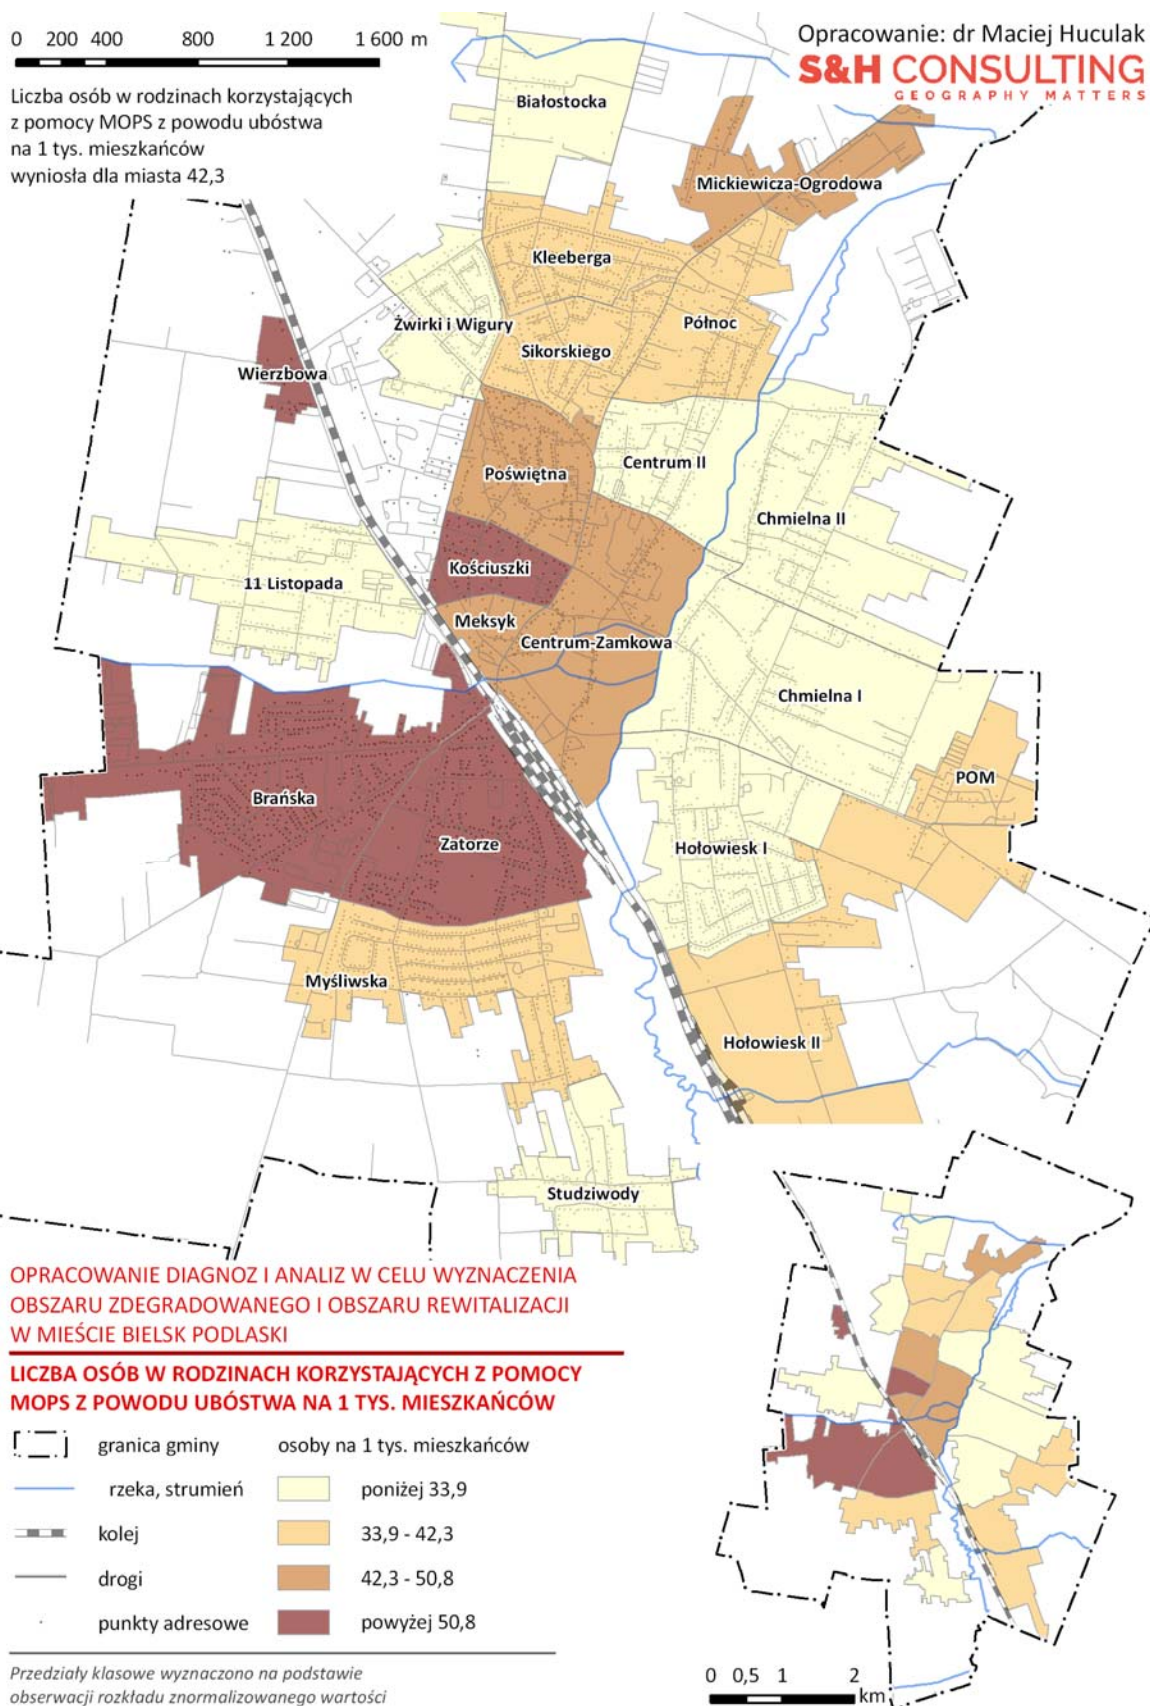 0 200 400 800 1 200 1 600 m
Opracowanie: dr Maciej Huculak
S&H CONSULTING
GEOGRAPHY MATTERS
Liczba osób w rodzinach korzystających
z pomocy MOPS z powodu ubóstwa
na 1 tys. mieszkańców
wyniosła dla miasta 42,3
Białostocka
Mickiewicza-Ogrodowa
Kleeberga
Żwirki i Wigury
Północ
Sikorskiego
Wierzbowa
Centrum II
Poświętna
Chmielna II
Kościuszki
11 Listopada
Meksyk
Centrum-Zamkowa
Chmielna I
POM
Brańska
Zatorze
Hołowiesk I
Myśliwska
Hołowiesk II
Studziwody
OPRACOWANIE DIAGNOZ I ANALIZ W CELU WYZNACZENIA
OBSZARU ZDEGRADOWANEGO I OBSZARU REWITALIZACJI
W MIEŚCIE BIELSK PODLASKI
LICZBA OSÓB W RODZINACH KORZYSTAJĄCYCH Z POMOCY
MOPS Z POWODU UBÓSTWA NA 1 TYS. MIESZKAŃCÓW
granica gminy
osoby na 1 tys. mieszkańców
rzeka, strumień
poniżej 33,9
kolej
33,9 - 42,3
drogi
42,3 - 50,8
punkty adresowe
powyżej 50,8
Przedziały klasowe wyznaczono na podstawie
obserwacji rozkładu znormalizowanego wartości
0 0,5 1 2
km